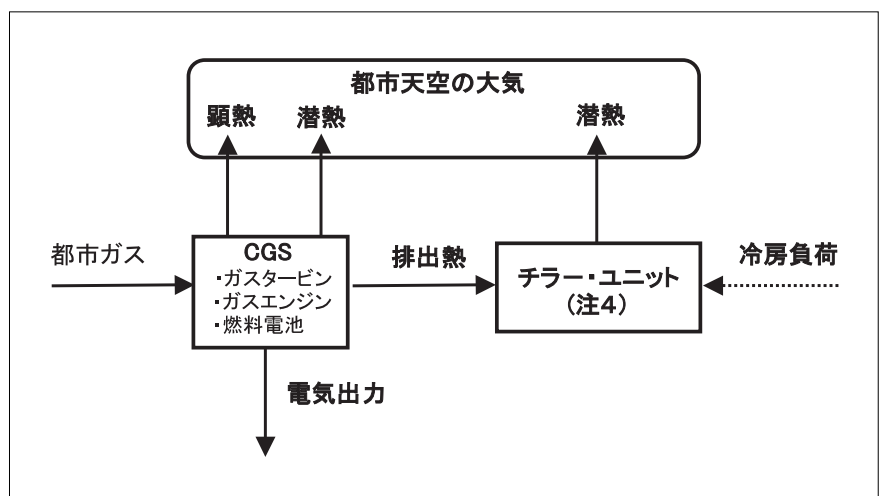 都市天空の大気
顕熱 潜熱 潜熱
都市ガス
CGS
・ガスタービン
・ガスエンジン
・燃料電池
排出熱
チラー・ユニット
(注4)
冷房負荷
電気出力